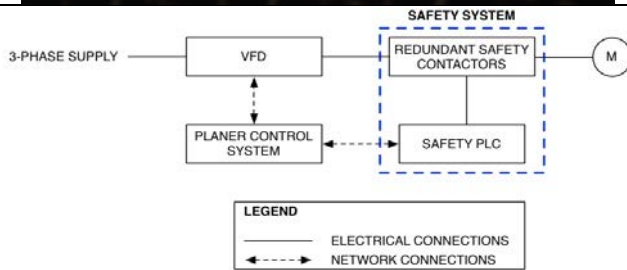 SAFETY SYSTEM
3-PHASE SUPPLY
VFD
REDUNDANT SAFETY
CONTACTORS
M
PLANER CONTROL
SYSTEM
SAFETY PLC
LEGEND
ELECTRICAL CONNECTIONS
NETWORK CONNECTIONS